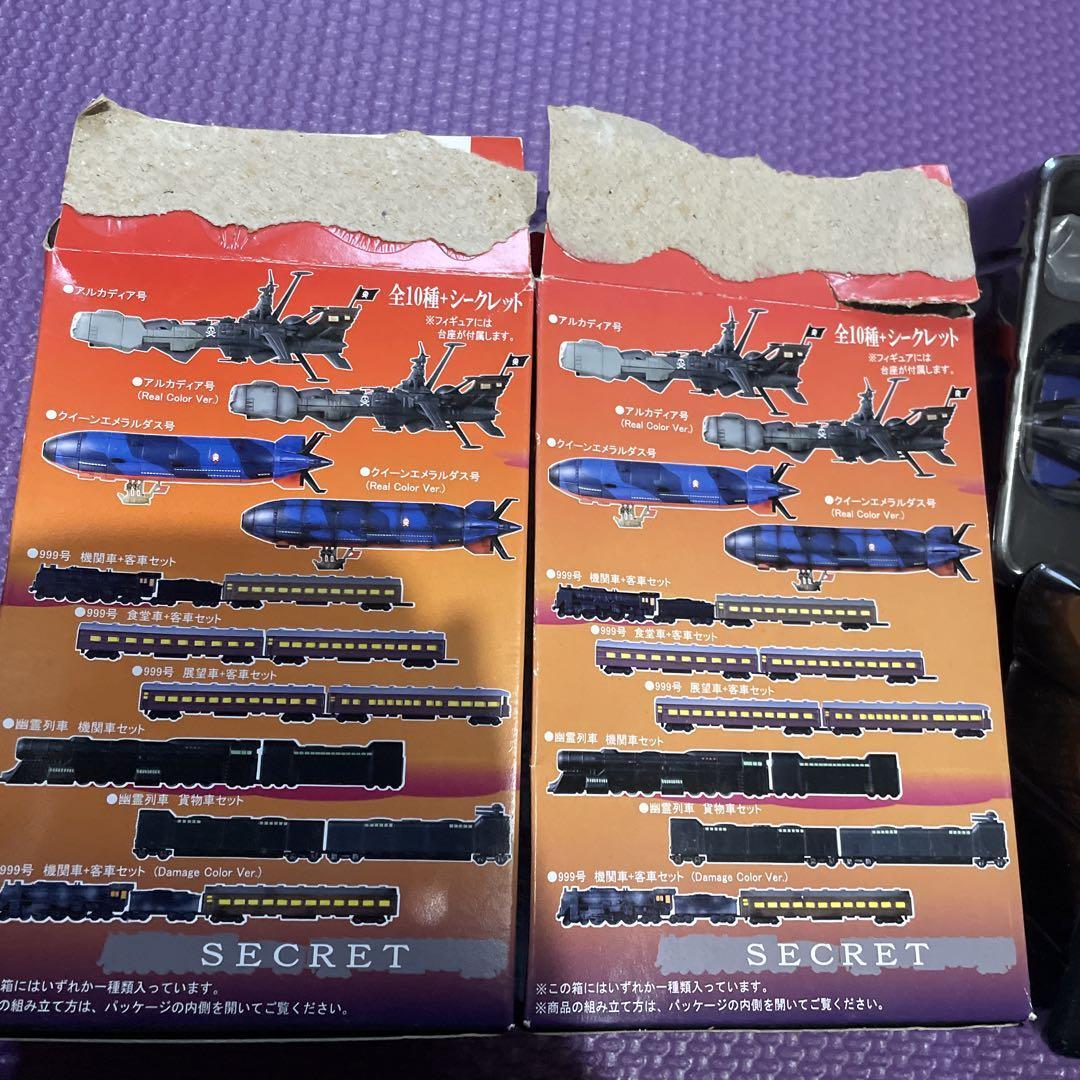 ●アルカディア号
全10種+シークレット
※フィギュアには
台座が付属します。
●アルカディア号
(Real Color Ver.)
●クイーンエメラルダス号
●クイーンエメラルダス号
(Real Color Ver.)
●999号 機関車+客車セット
●999号 食堂車+客車セット
●999号 展望車+客車セット
●幽霊列車 機関車セット
●幽霊列車 貨物車セット
999号 機関車+客車セット (Damage Color Ver.)
SECRET
箱にはいずれか一種類入っています。
の組み立て方は、パッケージの内側を開いてご覧ください。
●アルカディア号
全10種+シークレット
※フィギュアには
台座が付属します。
●アルカディア号
(Real Color Ver.)
●クイーンエメラルダス号
●クイーンエメラルダス号
(Real Color Ver.)
●999号 機関車+客車セット
●999号 食堂車+客車セット
●999号 展望車+客車セット
●幽霊列車 機関車セット
●幽霊列車 貨物車セット
●999号 機関車+客車セット (Damage Color Ver.)
SECRET
※この箱にはいずれか一種類入っています。
※商品の組み立て方は、パッケージの内側を開いてご覧ください。